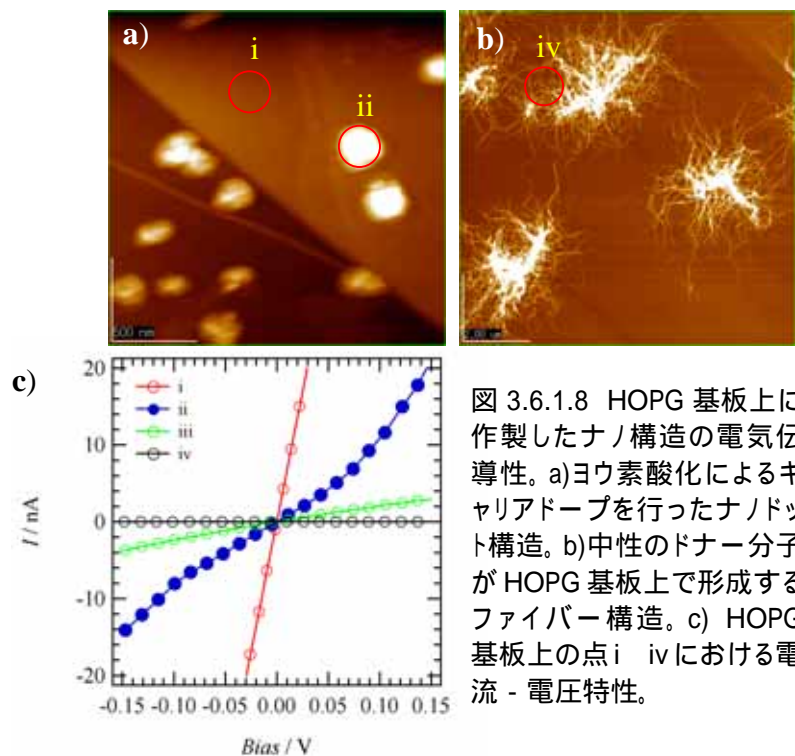 a)
i
ii
500 nm
b)
iv
c)
20
10
0
-10
-20
I / nA
i
ii
iii
iv
-0.15 -0.10 -0.05 0.00 0.05 0.10 0.15
Bias / V
図 3.6.1.8 HOPG 基板上に
作製したナノ構造の電気伝
導性。a)ヨウ素酸化によるキ
ャリアドープを行ったナノドッ
ト構造。b)中性のドナー分子
が HOPG 基板上で形成する
ファイバー構造。c) HOPG
基板上の点 i iv における電
流 - 電圧特性。